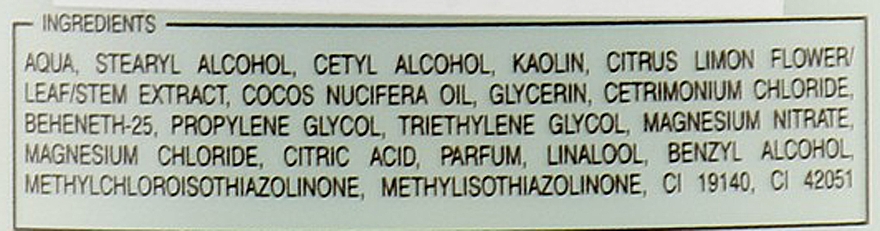 INGREDIENTS
AQUA, STEARYL ALCOHOL, CETYL ALCOHOL, KAOLIN, CITRUS LIMON FLOWER/
LEAF/STEM EXTRACT, COCOS NUCIFERA OIL, GLYCERIN, CETRIMONIUM CHLORIDE,
BEHENETH-25, PROPYLENE GLYCOL, TRIETHYLENE GLYCOL, MAGNESIUM NITRATE,
MAGNESIUM CHLORIDE, CITRIC ACID, PARFUM, LINALOOL, BENZYL ALCOHOL,
METHYLCHLOROISOTHIAZOLINONE, METHYLISOTHIAZOLINONE, CI 19140, CI 42051